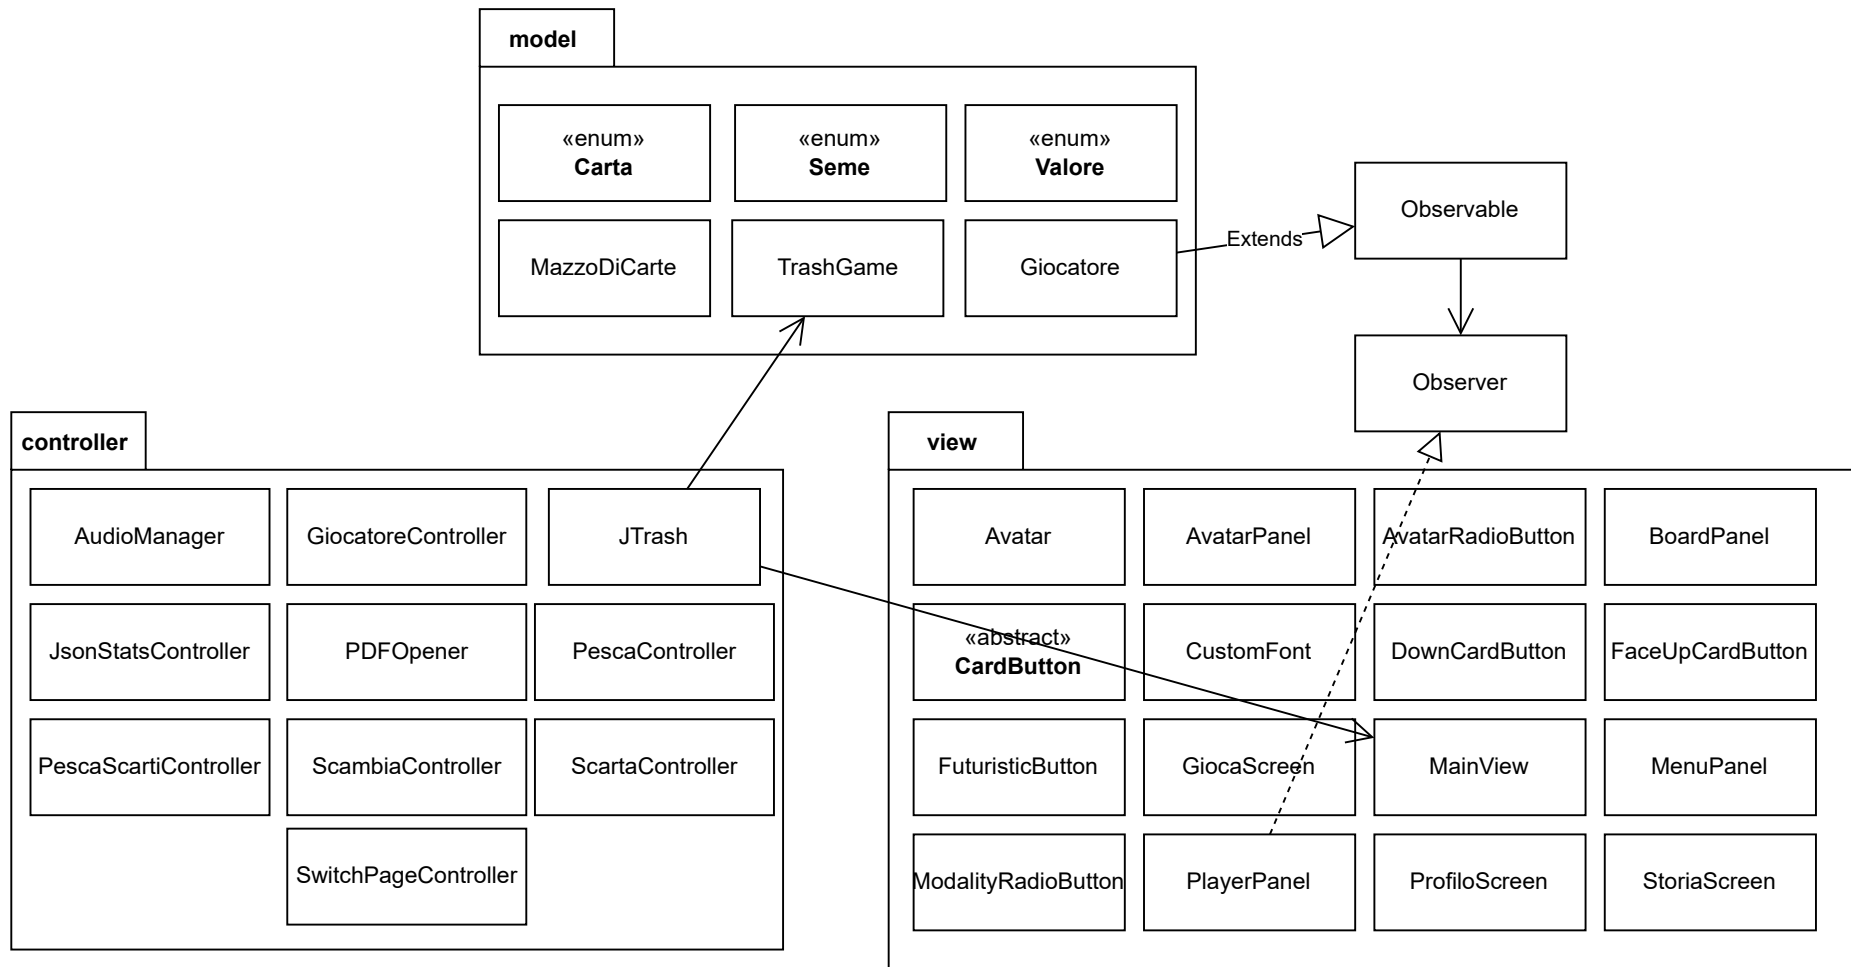 model
«enum»
Carta
«enum»
Seme
«enum»
Valore
MazzoDiCarte
TrashGame
Giocatore
Extends
Observable
Observer
controller
AudioManager
GiocatoreController
JTrash
JsonStatsController
PDFOpener
PescaController
PescaScartiController
ScambiaController
ScartaController
SwitchPageController
view
Avatar
AvatarPanel
AvatarRadioButton
BoardPanel
«abstract»
CardButton
CustomFont
DownCardButton
FaceUpCardButton
FuturisticButton
GiocaScreen
MainView
MenuPanel
ModalityRadioButton
PlayerPanel
ProfiloScreen
StoriaScreen